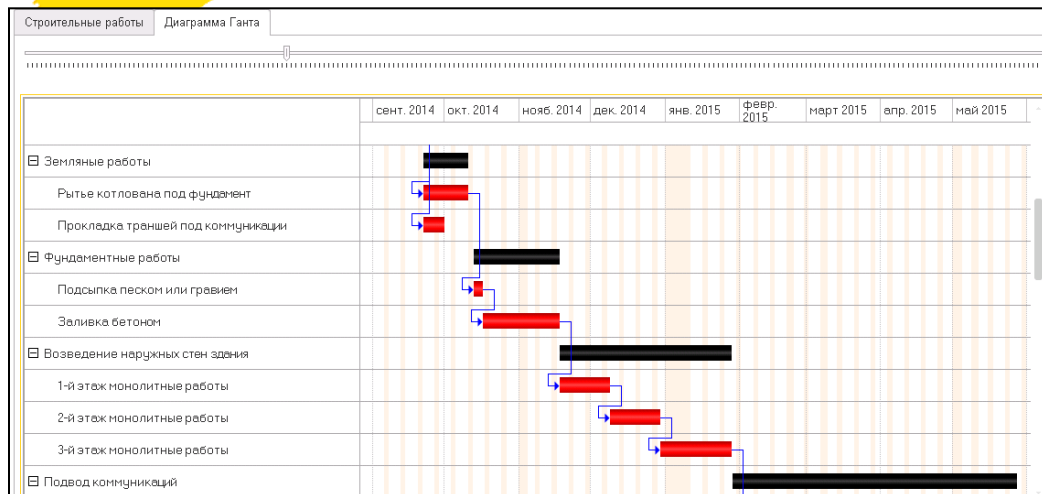 Строительные работы Диаграмма Ганта
сент. 2014 окт. 2014 нояб. 2014 дек. 2014 янв. 2015 февр. 2015 март 2015 апр. 2015 май 2015
Земляные работы
Рытье котлована под фундамент
Прокладка траншей под коммуникации
Фундаментные работы
Подсыпка песком или гравием
Заливка бетоном
Возведение наружных стен здания
1-й этаж монолитные работы
2-й этаж монолитные работы
3-й этаж монолитные работы
Подвод коммуникаций